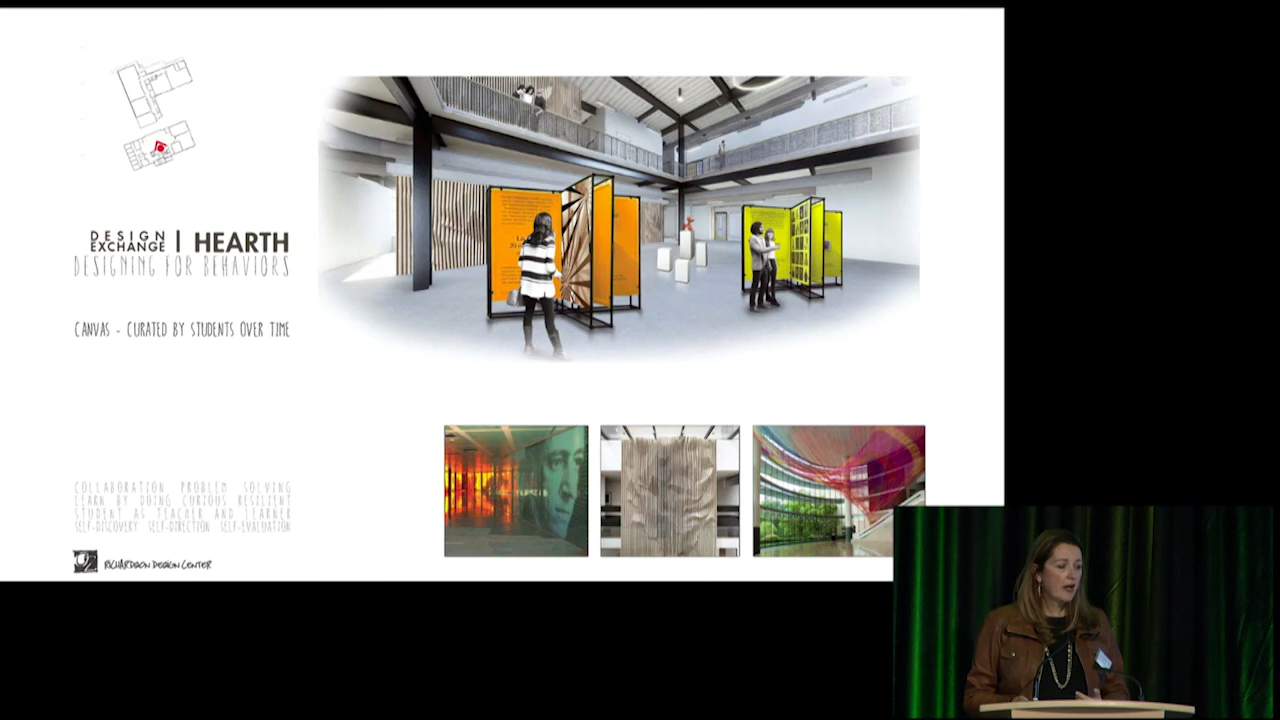 DESIGN EXCHANGE | HEARTH
DESIGNING FOR BEHAVIORS
CANVAS - CURATED BY STUDENTS OVER TIME
COLLABORATION PROBLEM SOLVING
LEARN BY DOING CURIOUS RESILIENT
STUDENT AS TEACHER AND LEARNER
SELF-DISCOVERY SELF-DIRECTION SELF-EVALUATION
RICHARDSON DESIGN CENTER